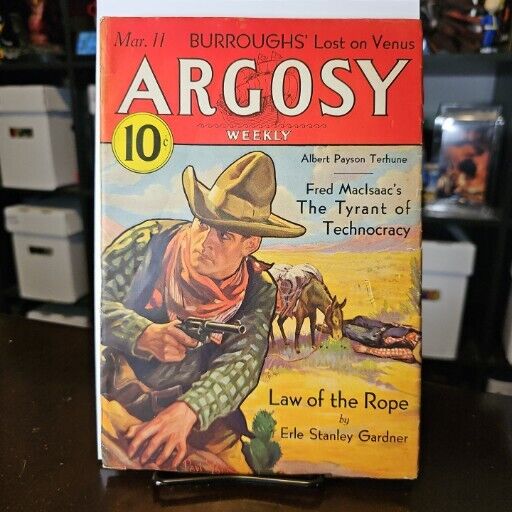 Mar. 11 BURROUGHS' Lost on Venus
ARGOSY
10¢
WEEKLY
Albert Payson Terhune
Fred MacIsaac's
The Tyrant of
Technocracy
Law of the Rope
by
Erle Stanley Gardner